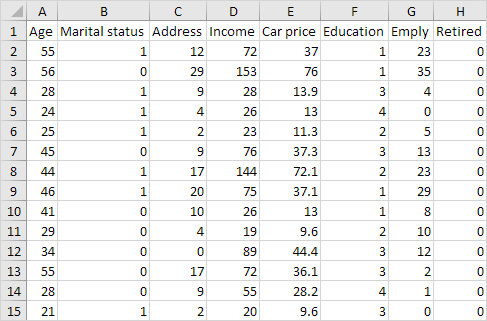 A B C D E F G H
1 Age Marital status Address Income Car price Education Emply Retired
2 55 1 12 72 37 1 23 0
3 56 0 29 153 76 1 35 0
4 28 1 9 28 13.9 3 4 0
5 24 1 4 26 13 4 0 0
6 25 1 2 23 11.3 2 5 0
7 45 0 9 76 37.3 3 13 0
8 44 1 17 144 72.1 2 23 0
9 46 1 20 75 37.1 1 29 0
10 41 0 10 26 13 1 8 0
11 29 0 4 19 9.6 2 10 0
12 34 0 0 89 44.4 3 12 0
13 55 0 17 72 36.1 3 2 0
14 28 0 9 55 28.2 4 1 0
15 21 1 2 20 9.6 3 0 0